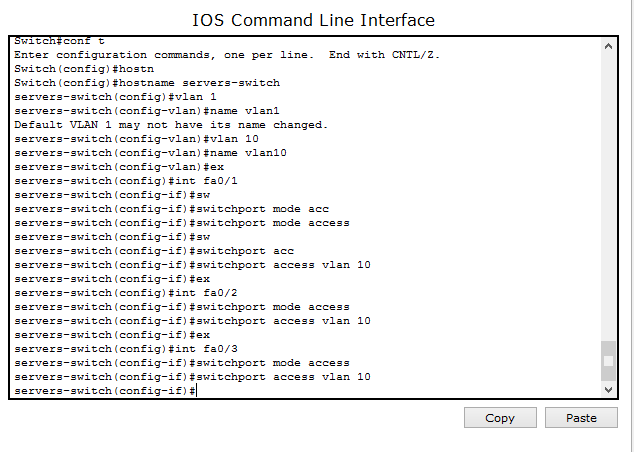 IOS Command Line Interface
Switch#conf t
Enter configuration commands, one per line.  End with CNTL/Z.
Switch(config)#hostn
Switch(config)#hostname servers-switch
servers-switch(config)#vlan 1
servers-switch(config-vlan)#name vlan1
Default VLAN 1 may not have its name changed.
servers-switch(config-vlan)#vlan 10
servers-switch(config-vlan)#name vlan10
servers-switch(config-vlan)#ex
servers-switch(config)#int fa0/1
servers-switch(config-if)#sw
servers-switch(config-if)#switchport mode acc
servers-switch(config-if)#switchport mode access
servers-switch(config-if)#sw
servers-switch(config-if)#switchport acc
servers-switch(config-if)#switchport access vlan 10
servers-switch(config-if)#ex
servers-switch(config)#int fa0/2
servers-switch(config-if)#switchport mode access
servers-switch(config-if)#switchport access vlan 10
servers-switch(config-if)#ex
servers-switch(config)#int fa0/3
servers-switch(config-if)#switchport mode access
servers-switch(config-if)#switchport access vlan 10
servers-switch(config-if)#
Copy
Paste